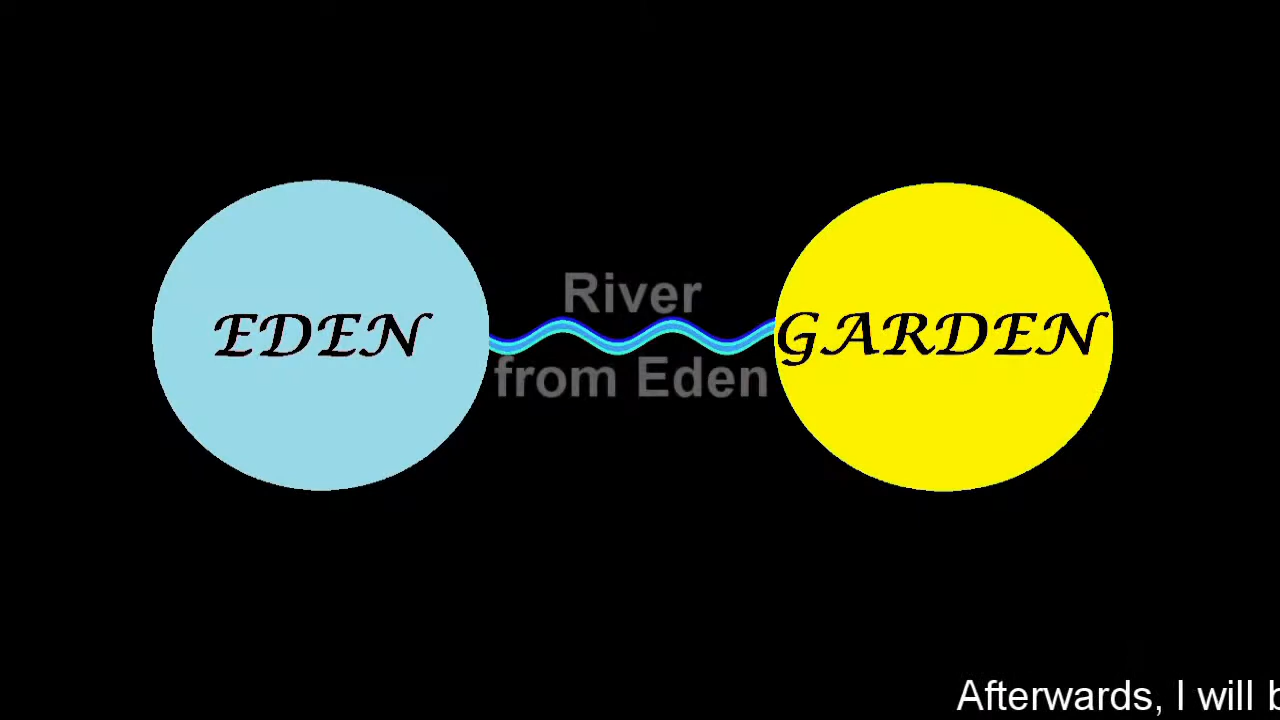 River
EDEN
GARDEN
from Eden
Afterwards, I will